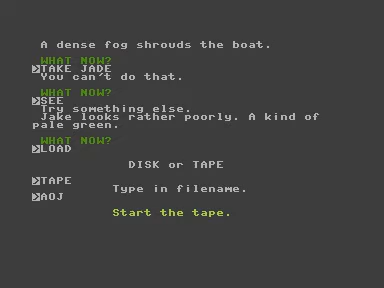 A dense fog shrouds the boat.
WHAT NOW?
TAKE JADE
You can't do that.
WHAT NOW?
SEE
Try something else.
Jake looks rather poorly. A kind of
pale green.
WHAT NOW?
LOAD
DISK or TAPE
TAPE
Type in filename.
AOJ
Start the tape.